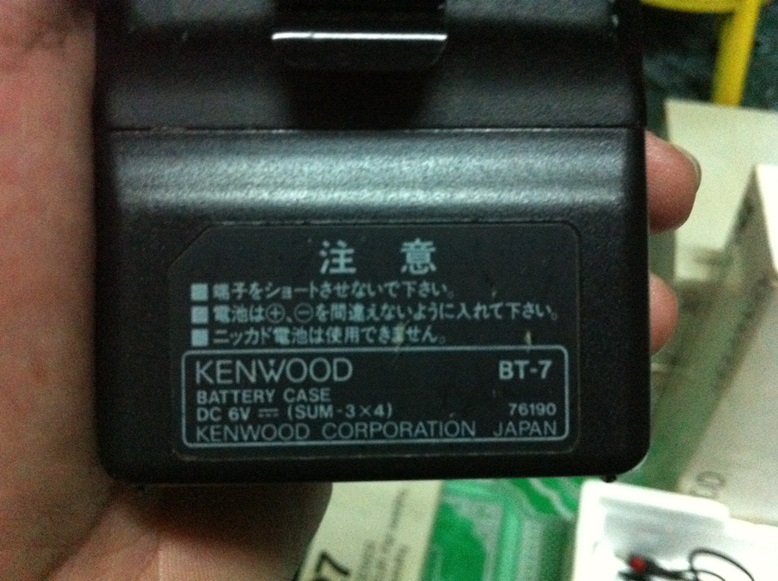 注 意
■端子をショートさせないで下さい。
■電池は⊕、⊖を間違えないように入れて下さい。
■ニッカド電池は使用できません。
KENWOOD BT-7
BATTERY CASE
DC 6V ⎓ (SUM-3×4) 76190
KENWOOD CORPORATION JAPAN